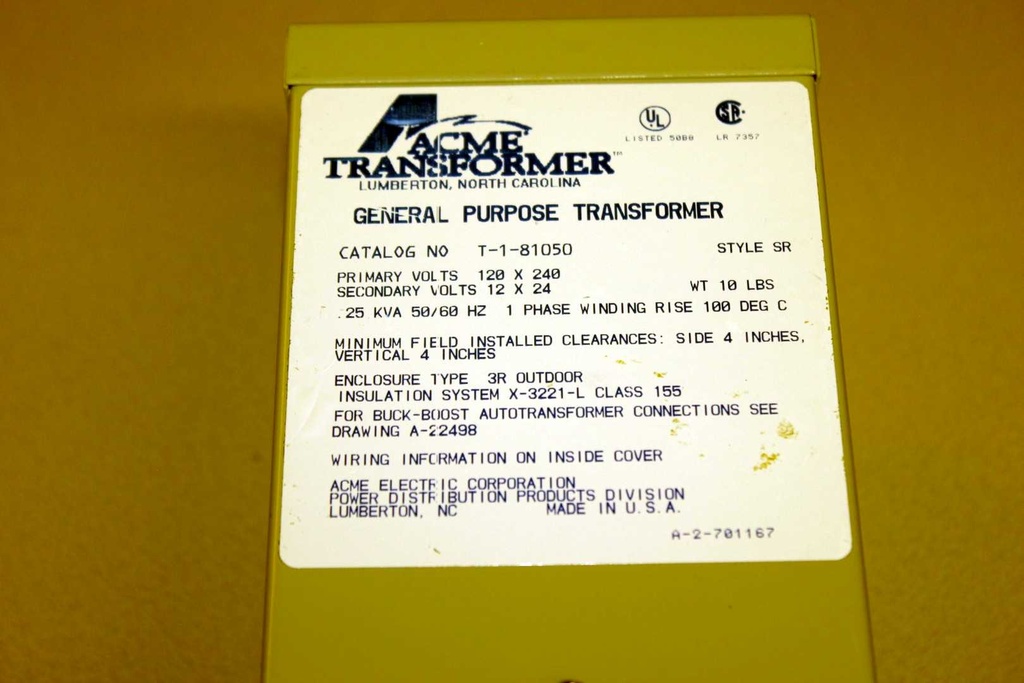 ACME
TRANSFORMER™
LUMBERTON, NORTH CAROLINA
UL
LISTED 50BB
SA
LR 7357
GENERAL PURPOSE TRANSFORMER
CATALOG NO T-1-81050 STYLE SR
PRIMARY VOLTS 120 X 240
SECONDARY VOLTS 12 X 24 WT 10 LBS
.25 KVA 50/60 HZ 1 PHASE WINDING RISE 100 DEG C
MINIMUM FIELD INSTALLED CLEARANCES: SIDE 4 INCHES,
VERTICAL 4 INCHES
ENCLOSURE TYPE 3R OUTDOOR
INSULATION SYSTEM X-3221-L CLASS 155
FOR BUCK-BOOST AUTOTRANSFORMER CONNECTIONS SEE
DRAWING A-22498
WIRING INFORMATION ON INSIDE COVER
ACME ELECTRIC CORPORATION
POWER DISTRIBUTION PRODUCTS DIVISION
LUMBERTON, NC MADE IN U.S.A.
A-2-701167